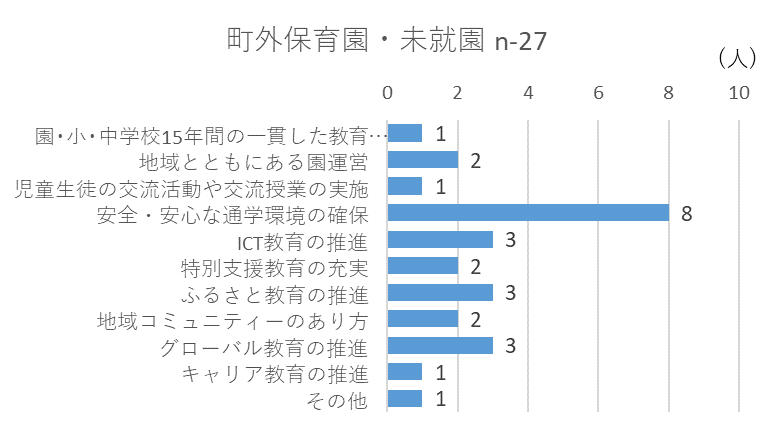 町外保育園・未就園 n-27
（人）
0 2 4 6 8 10
園・小・中学校15年間の一貫した教育… 1
地域とともにある園運営 2
児童生徒の交流活動や交流授業の実施 1
安全・安心な通学環境の確保 8
ICT教育の推進 3
特別支援教育の充実 2
ふるさと教育の推進 3
地域コミュニティーのあり方 2
グローバル教育の推進 3
キャリア教育の推進 1
その他 1